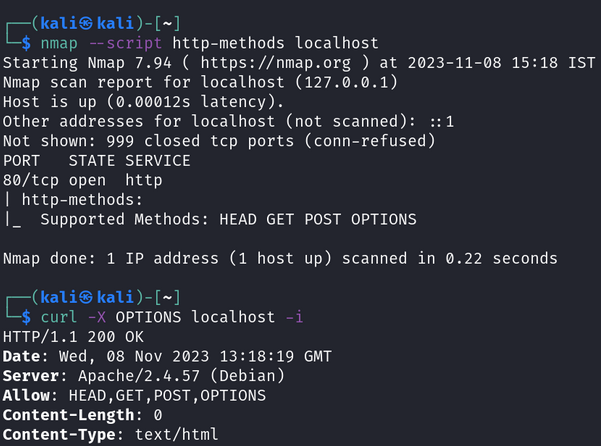 ┌──(kali㉿kali)-[~]
└─$ nmap --script http-methods localhost
Starting Nmap 7.94 ( https://nmap.org ) at 2023-11-08 15:18 IST
Nmap scan report for localhost (127.0.0.1)
Host is up (0.00012s latency).
Other addresses for localhost (not scanned): ::1
Not shown: 999 closed tcp ports (conn-refused)
PORT   STATE SERVICE
80/tcp open  http
| http-methods:
|_  Supported Methods: HEAD GET POST OPTIONS
Nmap done: 1 IP address (1 host up) scanned in 0.22 seconds
┌──(kali㉿kali)-[~]
└─$ curl -X OPTIONS localhost -i
HTTP/1.1 200 OK
Date: Wed, 08 Nov 2023 13:18:19 GMT
Server: Apache/2.4.57 (Debian)
Allow: HEAD,GET,POST,OPTIONS
Content-Length: 0
Content-Type: text/html